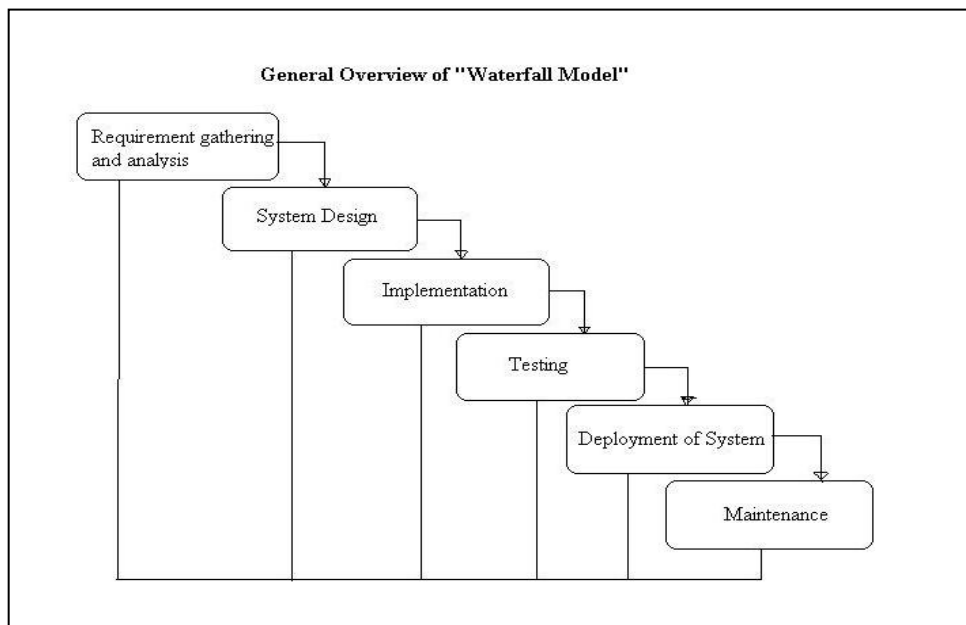 General Overview of "Waterfall Model"
Requirement gathering
and analysis
System Design
Implementation
Testing
Deployment of System
Maintenance